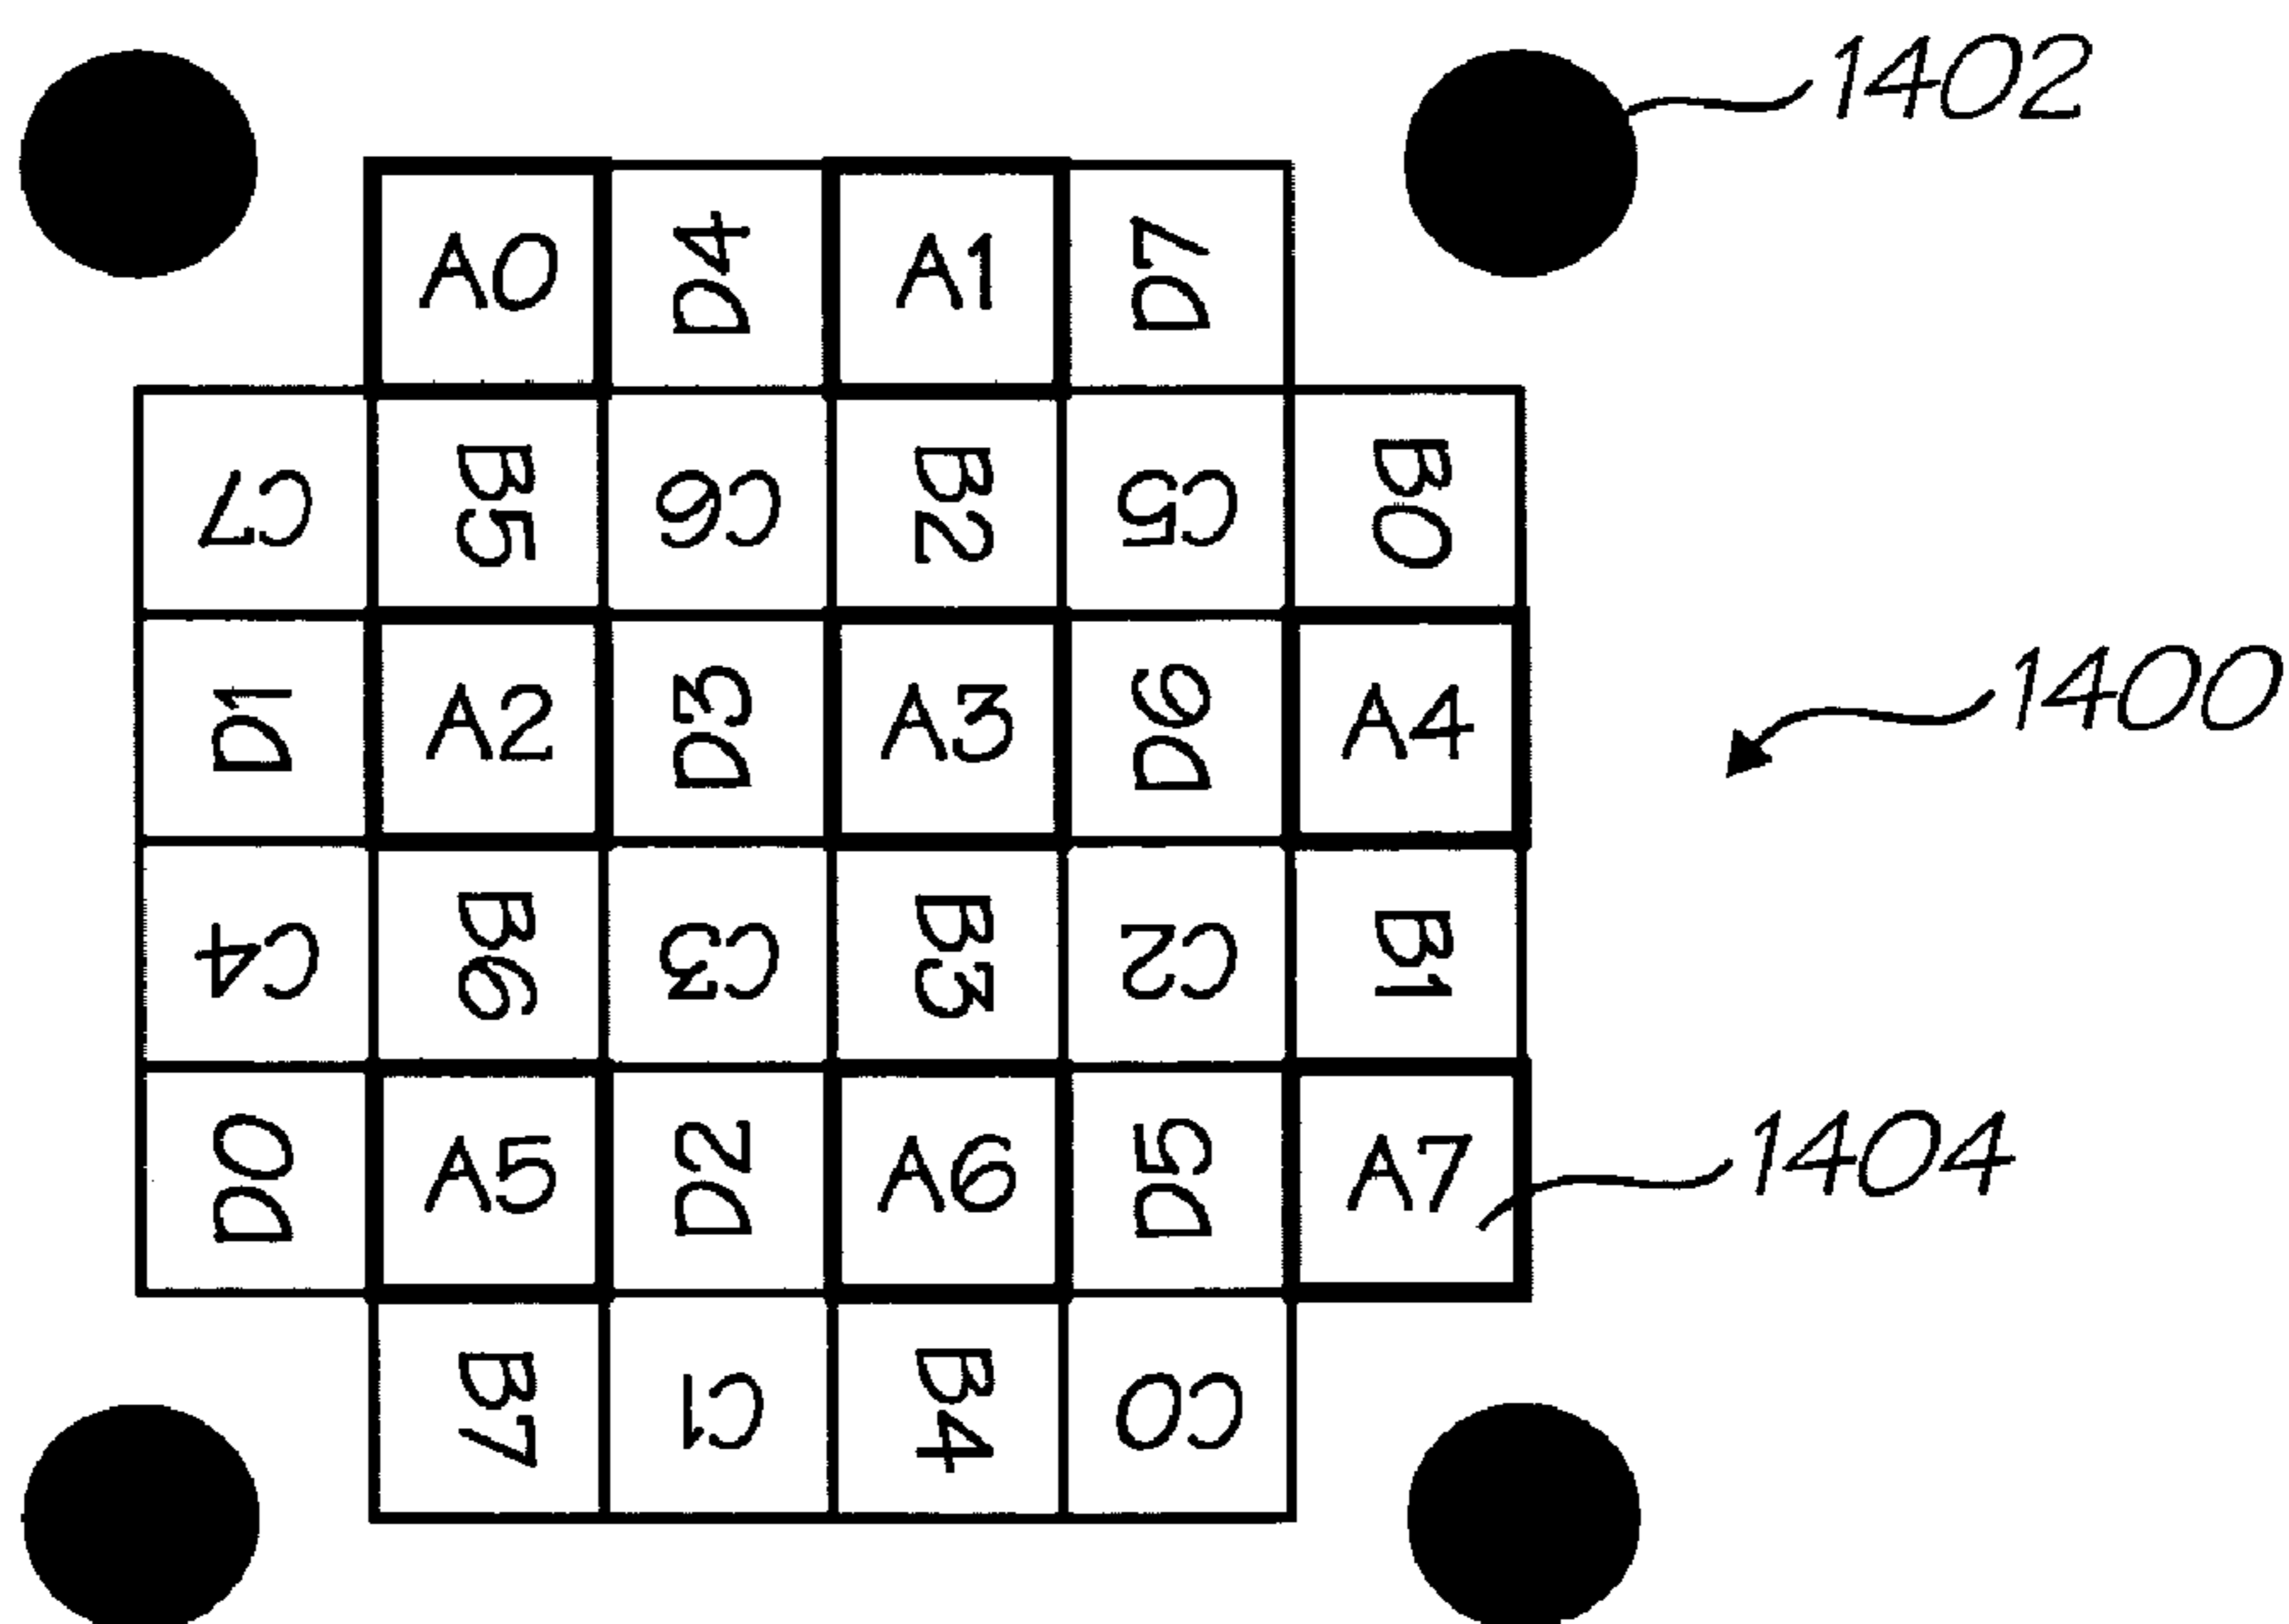 1402
A0 D4 A1 D7
C7 B5 C6 B2 C5 B0
D1 A2 D3 A3 D6 A4
1400
C4 B6 C3 B3 C2 B1
D0 A5 D2 A6 D5 A7
1404
B7 C1 B4 C0